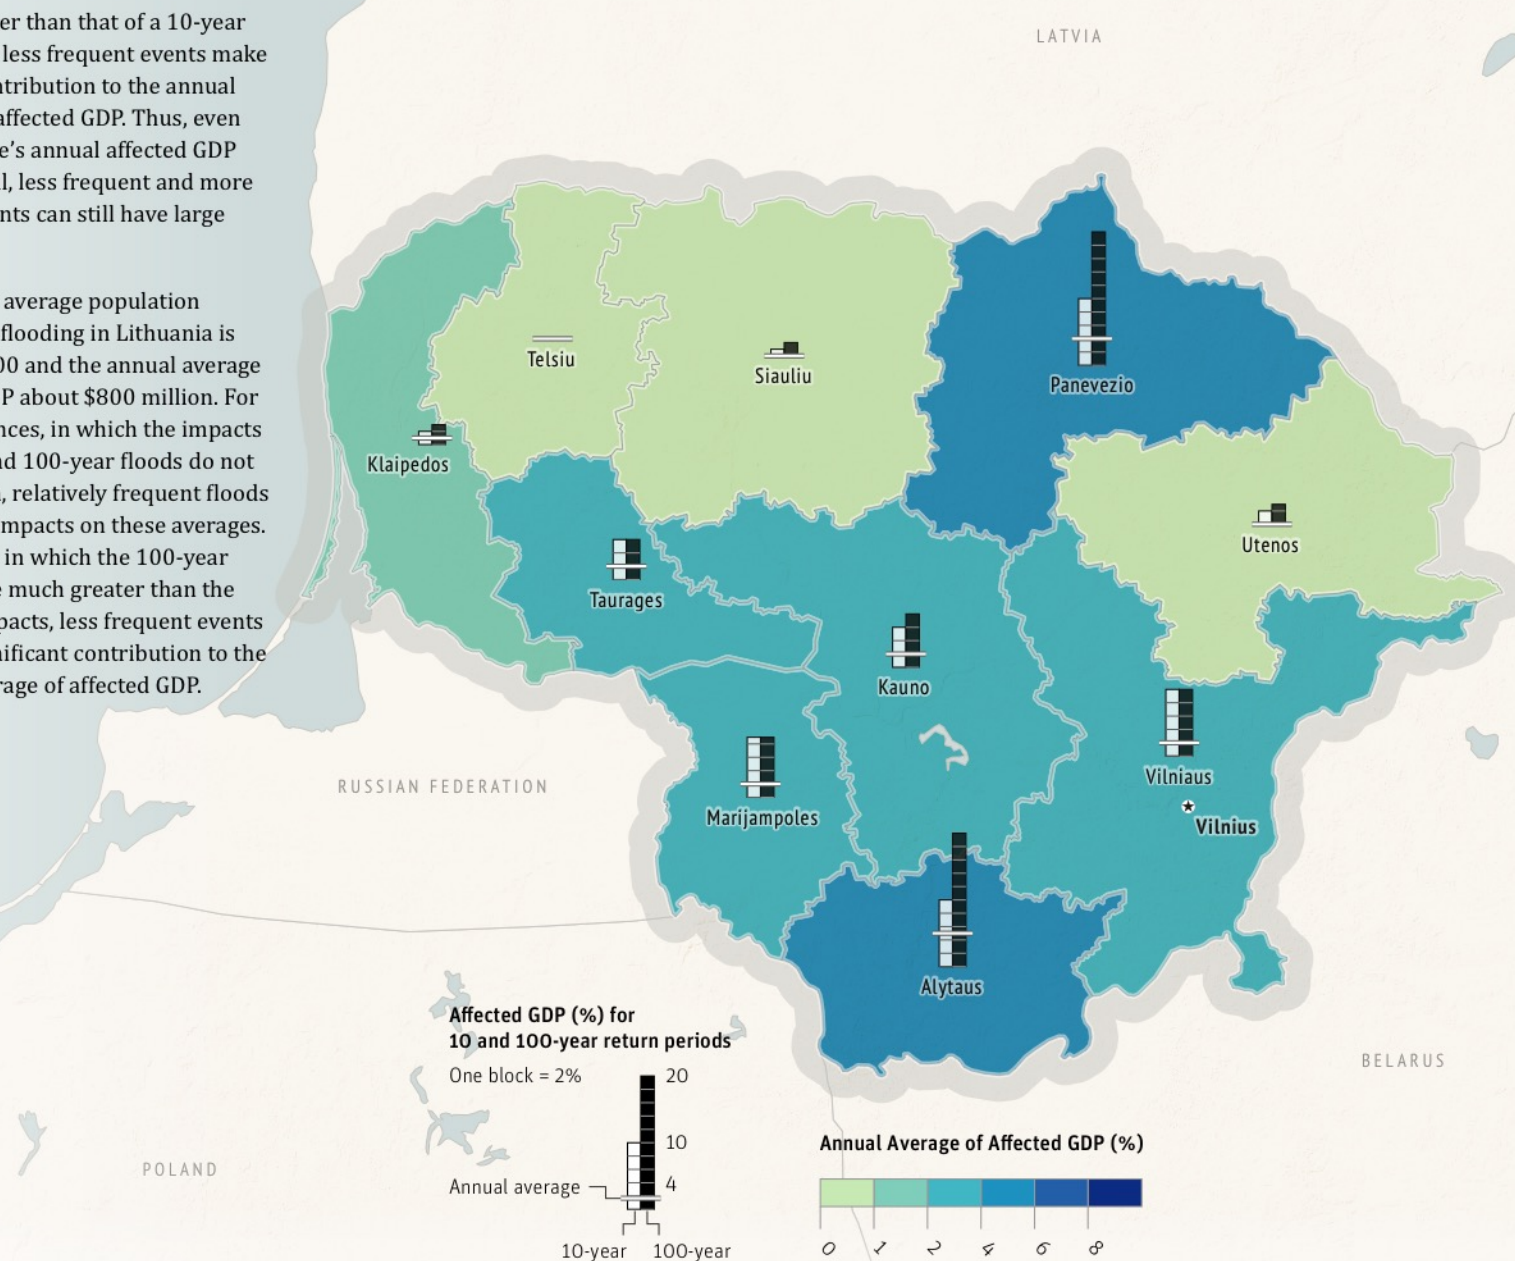 er than that of a 10-year
less frequent events make
ntribution to the annual
affected GDP. Thus, even
e's annual affected GDP
l, less frequent and more
nts can still have large
average population
flooding in Lithuania is
00 and the annual average
P about $800 million. For
nces, in which the impacts
nd 100-year floods do not
, relatively frequent floods
mpacts on these averages.
in which the 100-year
e much greater than the
pacts, less frequent events
nificant contribution to the
rage of affected GDP.
LATVIA
Telsiu
Siauliu
Panevezio
Klaipedos
Utenos
Taurages
Kauno
Vilniaus
Vilnius
Marijampoles
Alytaus
RUSSIAN FEDERATION
POLAND
BELARUS
Affected GDP (%) for
10 and 100-year return periods
One block = 2%
20
10
4
Annual average
10-year 100-year
Annual Average of Affected GDP (%)
0 1 2 4 6 8